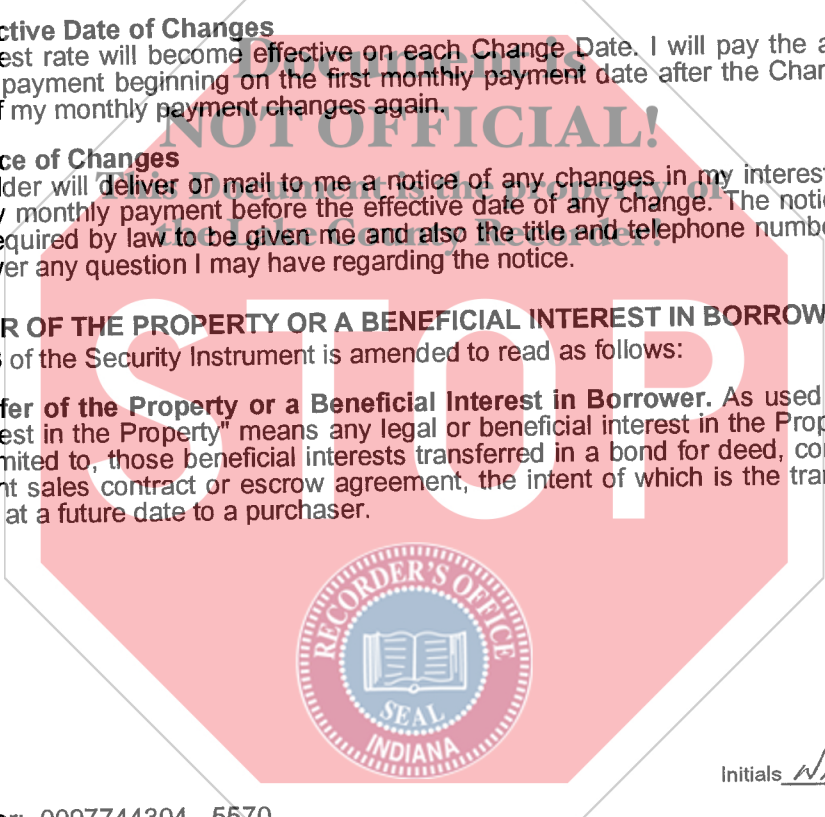 ctive Date of Changes
est rate will become effective on each Change Date. I will pay the a
payment beginning on the first monthly payment date after the Chan
f my monthly payment changes again.
ce of Changes
lder will deliver or mail to me a notice of any changes in my interest
y monthly payment before the effective date of any change. The notic
equired by law to be given me and also the title and telephone numbe
er any question I may have regarding the notice.
R OF THE PROPERTY OR A BENEFICIAL INTEREST IN BORROW
of the Security Instrument is amended to read as follows:
fer of the Property or a Beneficial Interest in Borrower. As used
est in the Property" means any legal or beneficial interest in the Prop
mited to, those beneficial interests transferred in a bond for deed, con
nt sales contract or escrow agreement, the intent of which is the tran
at a future date to a purchaser.
Document is
NOT OFFICIAL!
This Document is the property of
the Lake County Recorder!
STOP
RECORDER'S OFFICE
SEAL
INDIANA
Initials
er: 0097744304 - 5570